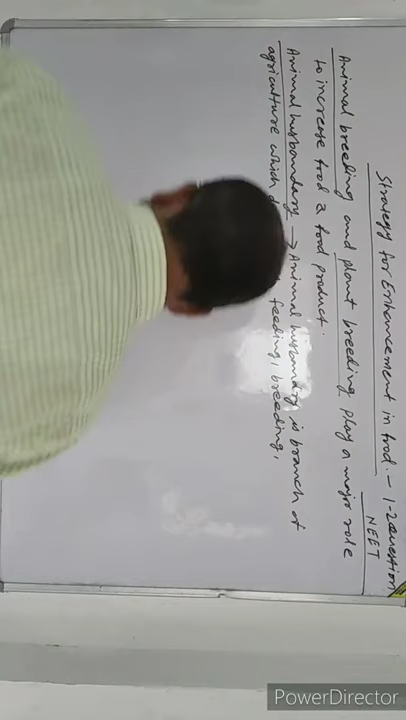 Strategy for Enhancement in food. - 1-2 question
NEET
Animal breeding and plant breeding play a major role
to increase food & food product.
Animal husbandry → Animal husbandry is branch of
agriculture which feeding, breeding,
PowerDirector